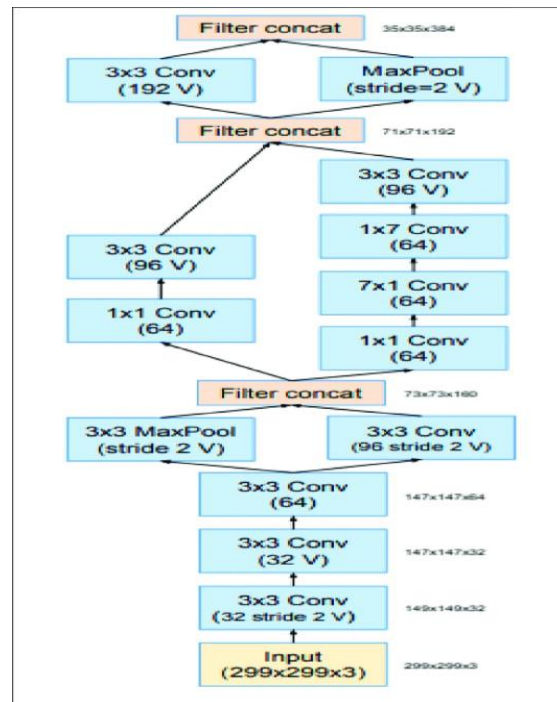 Filter concat
35x35x384
3x3 Conv
(192 V)
MaxPool
(stride=2 V)
Filter concat
71x71x192
3x3 Conv
(96 V)
1x7 Conv
(64)
3x3 Conv
(96 V)
7x1 Conv
(64)
1x1 Conv
(64)
1x1 Conv
(64)
Filter concat
73x73x160
3x3 MaxPool
(stride 2 V)
3x3 Conv
(96 stride 2 V)
3x3 Conv
(64)
147x147x64
3x3 Conv
(32 V)
147x147x32
3x3 Conv
(32 stride 2 V)
149x149x32
Input
(299x299x3)
299x299x3